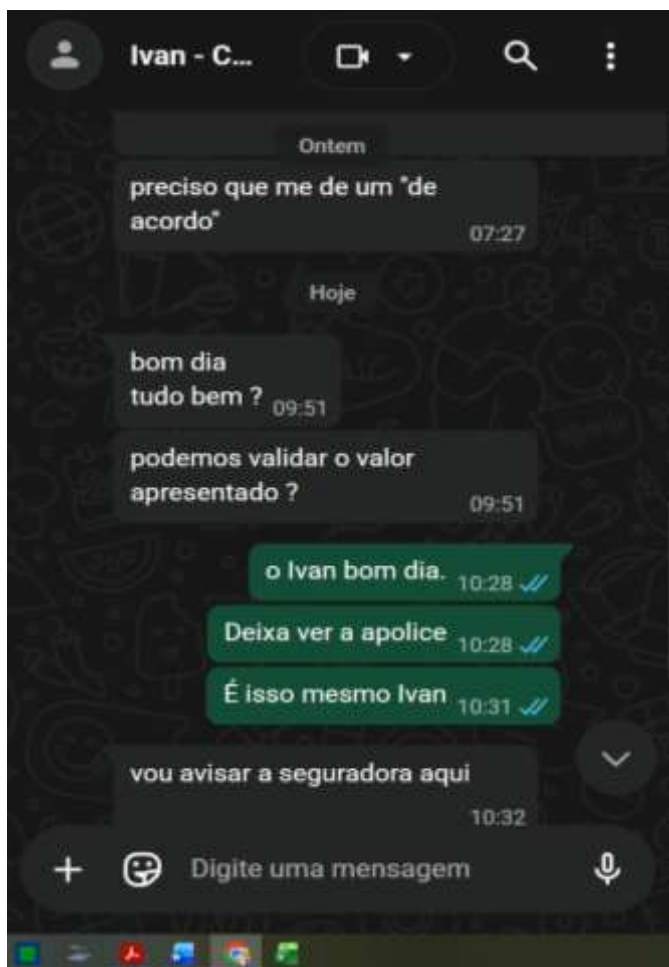 Ivan - C...
Ontem
preciso que me de um "de
acordo"
07:27
Hoje
bom dia
tudo bem ? 09:51
podemos validar o valor
apresentado ?
09:51
o Ivan bom dia. 10:28
Deixa ver a apolice 10:28
É isso mesmo Ivan 10:31
vou avisar a seguradora aqui
10:32
Digite uma mensagem